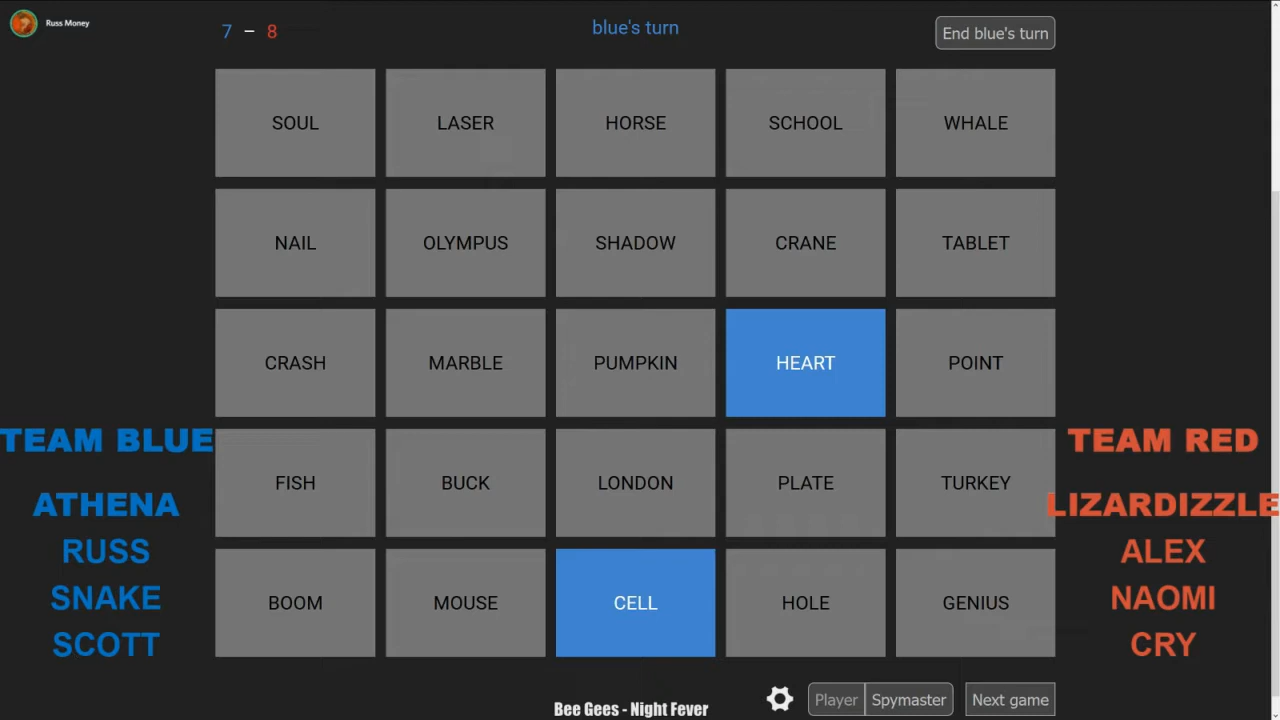 Russ Money
7 – 8
blue's turn
End blue's turn
SOUL LASER HORSE SCHOOL WHALE
NAIL OLYMPUS SHADOW CRANE TABLET
CRASH MARBLE PUMPKIN HEART POINT
FISH BUCK LONDON PLATE TURKEY
BOOM MOUSE CELL HOLE GENIUS
TEAM BLUE
ATHENA
RUSS
SNAKE
SCOTT
TEAM RED
LIZARDIZZLE
ALEX
NAOMI
CRY
Bee Gees - Night Fever
Player Spymaster Next game